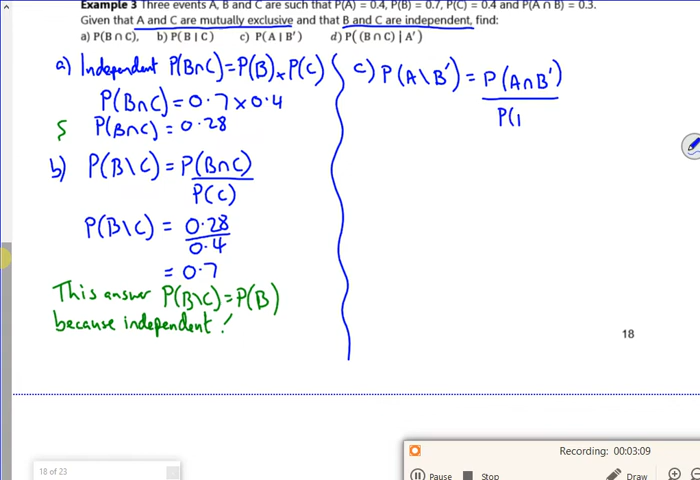 Example 3 Three events A, B and C are such that P(A) = 0.4, P(B) = 0.7, P(C) = 0.4 and P(A ∩ B) = 0.3.
Given that A and C are mutually exclusive and that B and C are independent, find:
a) P(B ∩ C), b) P(B | C) c) P(A | B′) d) P( (B ∩ C) | A′)
a) Independent P(B∩C)=P(B)×P(C)
P(B∩C)=0.7×0.4
P(B∩C)=0.28
b) P(B\C)=P(B∩C)
P(C)
P(B\C) = 0.28
0.4
= 0.7
This answer P(B\C)=P(B)
because independent!
c) P(A\B′) = P(A∩B′)
P(
18
18 of 23
Recording: 00:03:09
Pause
Stop
Draw